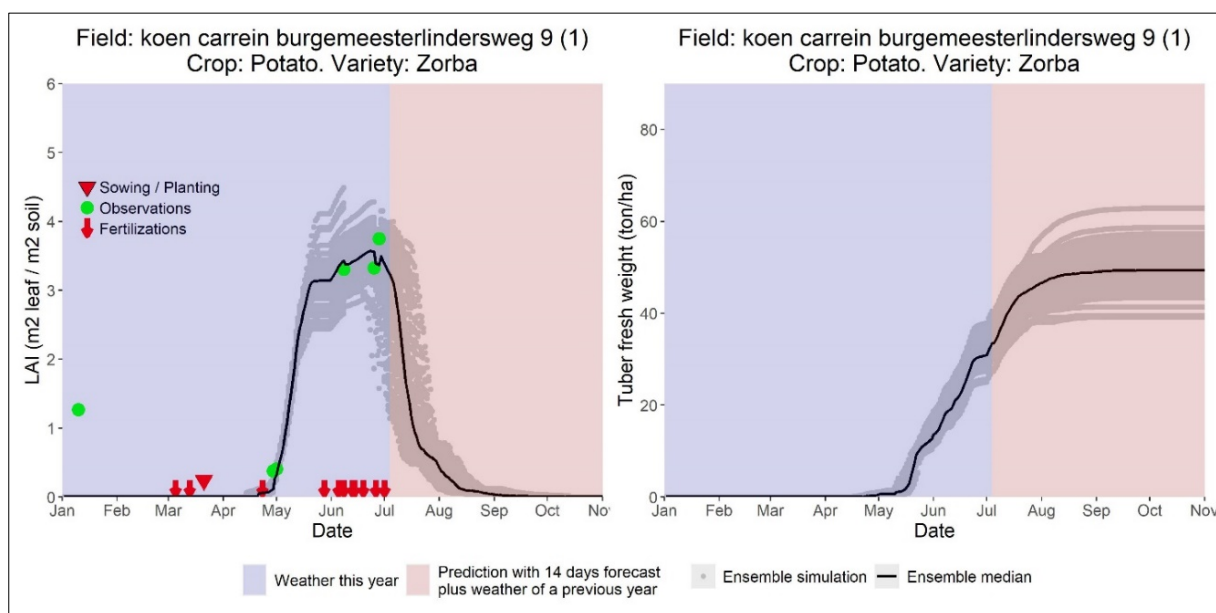 Field: koen carrein burgemeesterlindersweg 9 (1)
Crop: Potato. Variety: Zorba
6
5
4
3
2
1
0
LAI (m2 leaf / m2 soil)
Sowing / Planting
Observations
Fertilizations
Jan Feb Mar Apr May Jun Jul Aug Sep Oct Nov
Date
Field: koen carrein burgemeesterlindersweg 9 (1)
Crop: Potato. Variety: Zorba
80
60
40
20
0
Tuber fresh weight (ton/ha)
Jan Feb Mar Apr May Jun Jul Aug Sep Oct Nov
Date
Weather this year
Prediction with 14 days forecast
plus weather of a previous year
Ensemble simulation
Ensemble median